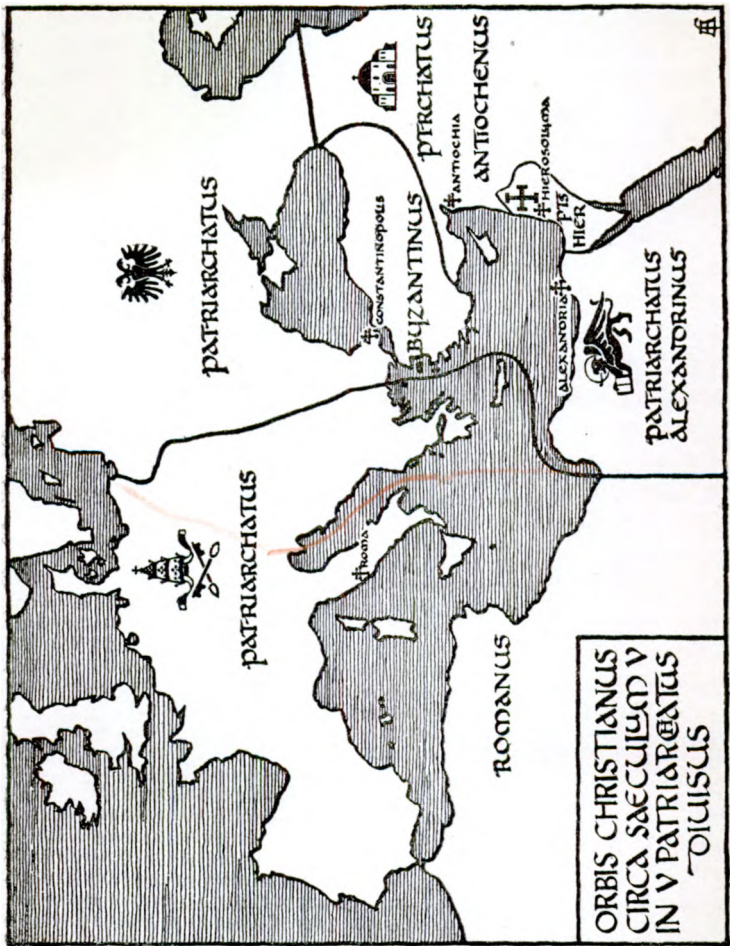 PATRIARCHATUS
PATRIARCHATUS
ROMANUS
ROMA
CONSTANTINOPOLIS
BYZANTINUS
PTRCHATUS
ANTIOCHENUS
ANTIOCHIA
HIEROSOLYMA
PTS
HIER
ALEXANDRIA
PATRIARCHATUS
ALEXANDRINUS
ORBIS CHRISTIANUS
CIRCA SAECULUM V
IN V PATRIARCHATUS
DIUISUS